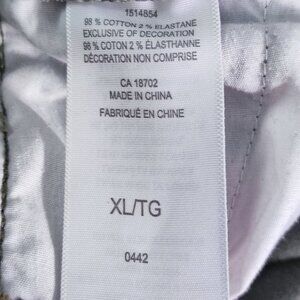 1514854
98 % COTTON 2 % ELASTANE
EXCLUSIVE OF DECORATION
98 % COTON 2 % ÉLASTHANNE
DÉCORATION NON COMPRISE
CA 18702
MADE IN CHINA
FABRIQUÉ EN CHINE
XL/TG
0442